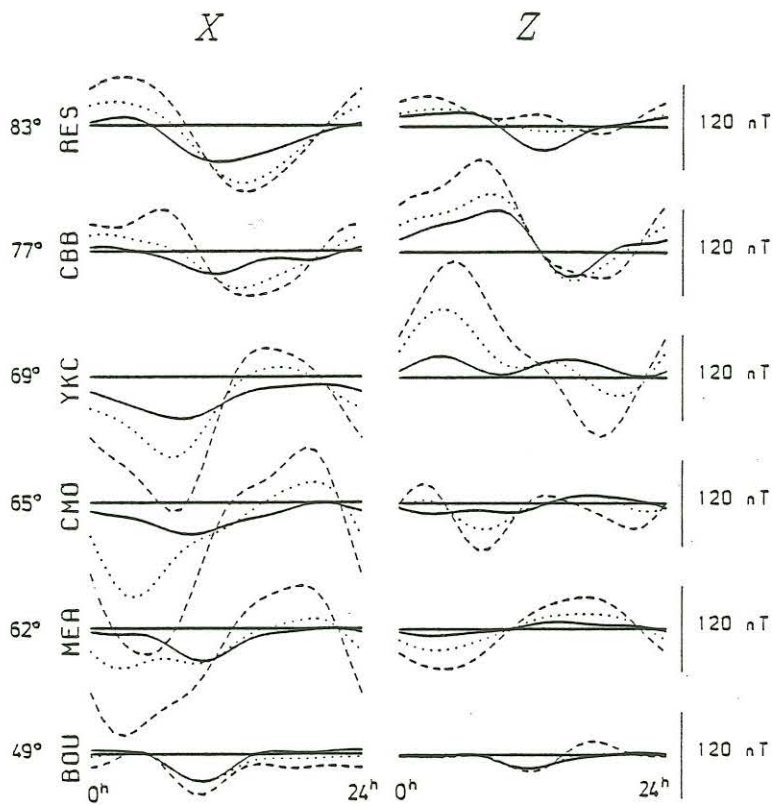 X Z
83° RES 120 nT
77° CBB 120 nT
69° YKC 120 nT
65° CMO 120 nT
62° MEA 120 nT
49° BOU 120 nT
0h 24h 0h 24h